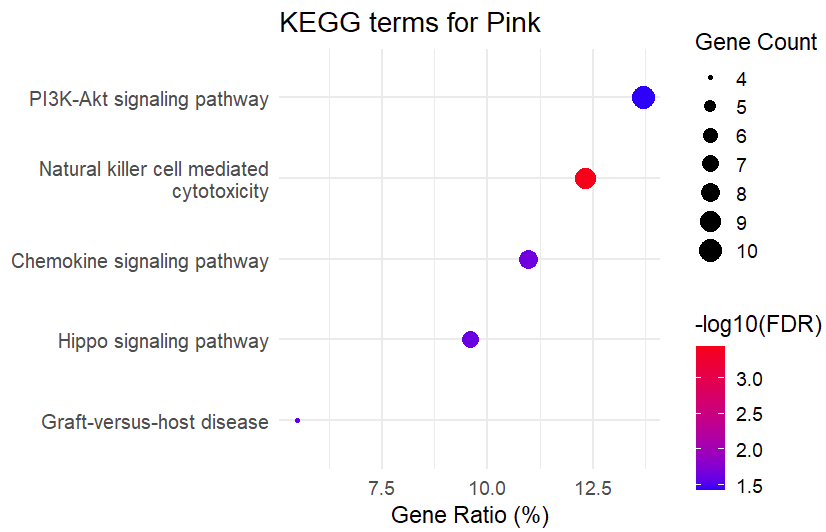 KEGG terms for Pink
PI3K-Akt signaling pathway
Natural killer cell mediated
cytotoxicity
Chemokine signaling pathway
Hippo signaling pathway
Graft-versus-host disease
7.5
10.0
12.5
Gene Ratio (%)
Gene Count
4
5
6
7
8
9
10
-log10(FDR)
3.0
2.5
2.0
1.5